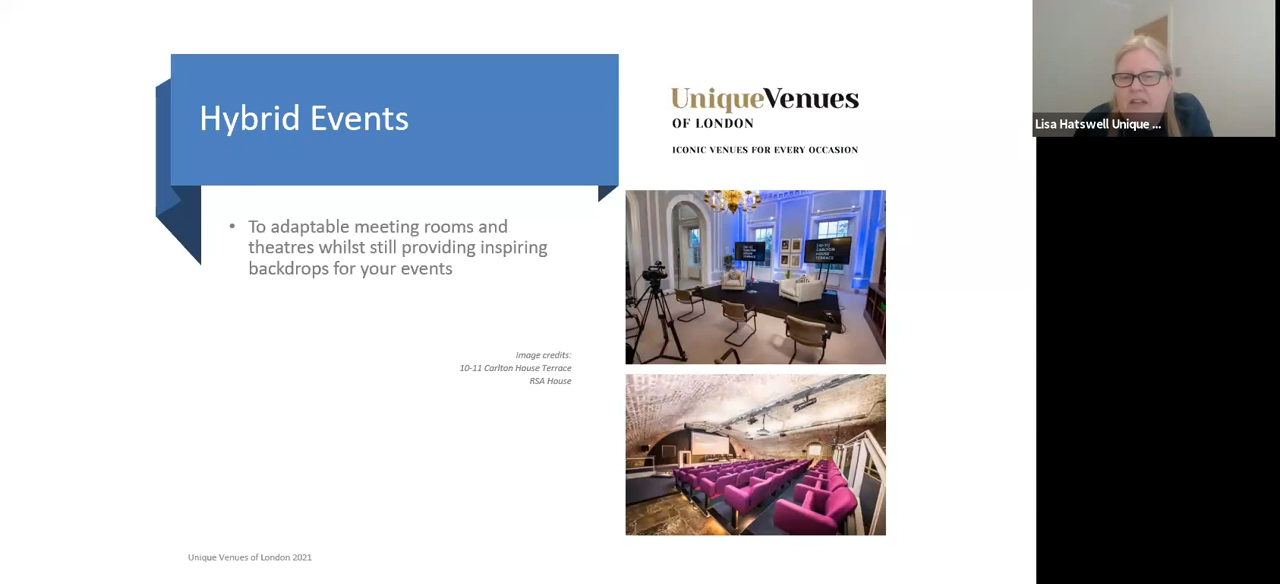 Hybrid Events
UniqueVenues
OF LONDON
ICONIC VENUES FOR EVERY OCCASION
Lisa Hatswell Unique ...
• To adaptable meeting rooms and
theatres whilst still providing inspiring
backdrops for your events
Image credits:
10-11 Carlton House Terrace
RSA House
Unique Venues of London 2021